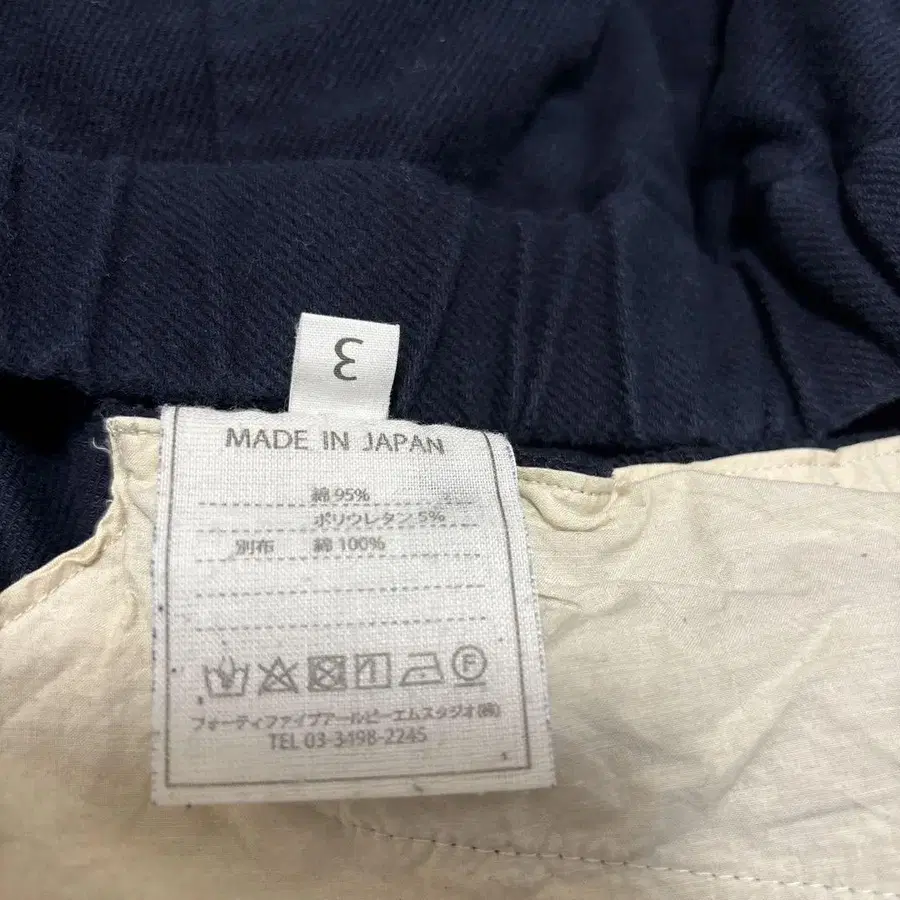 3
MADE IN JAPAN
綿 95%
ポリウレタン 5%
別布 綿 100%
F
フォーティファイブアールピーエムスタジオ(株)
TEL 03-3498-2245